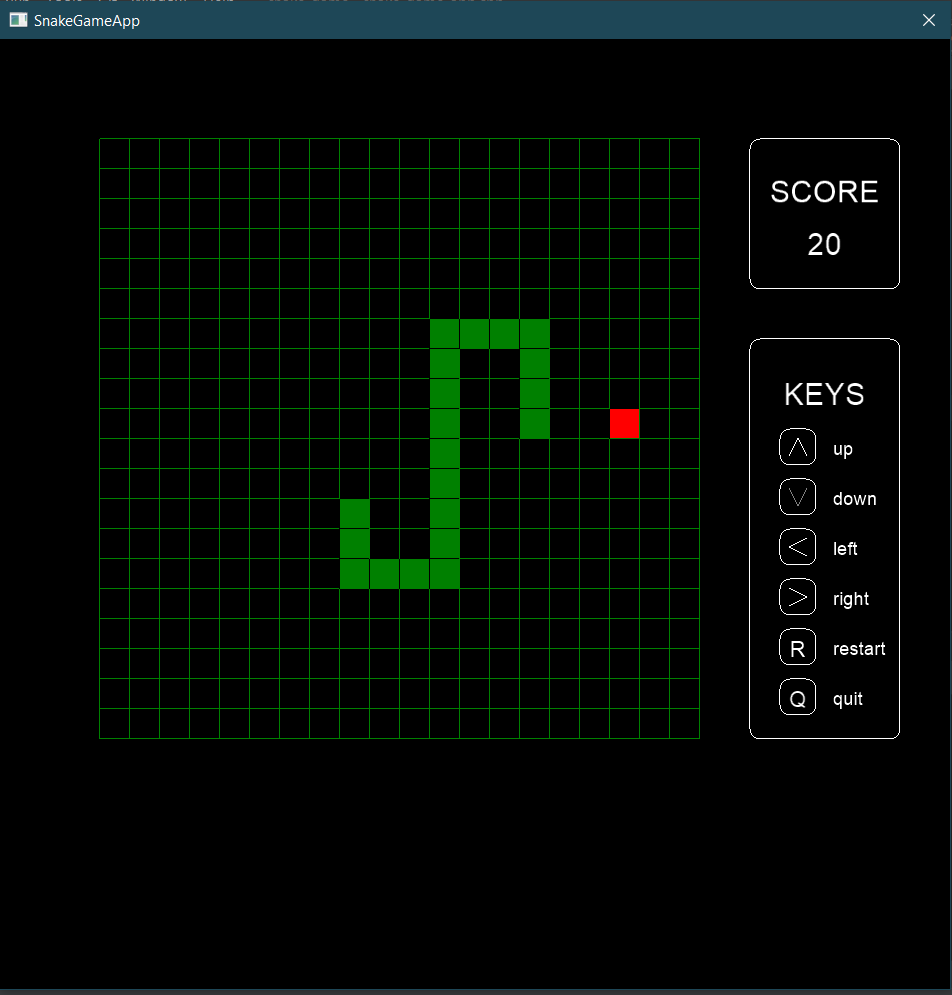 SnakeGameApp
SCORE
20
KEYS
up
down
left
right
R restart
Q quit